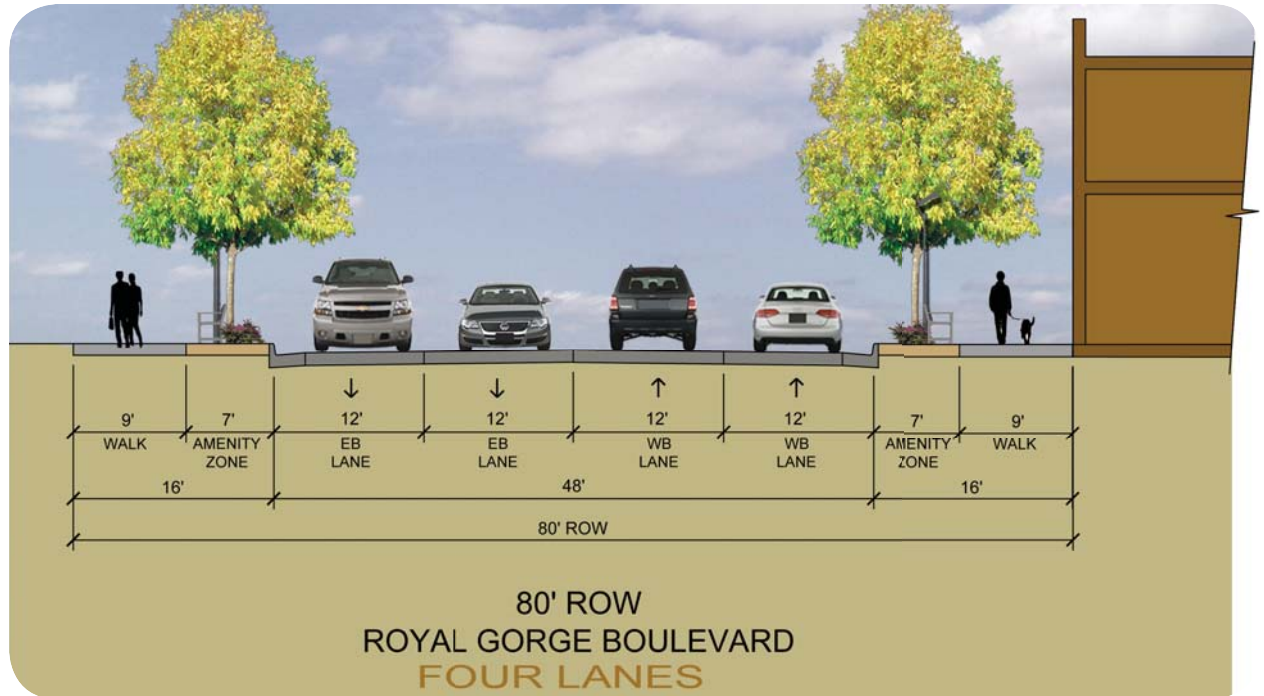 9' 7' 12' 12' 12' 12' 7' 9'
WALK AMENITY EB EB WB WB AMENITY WALK
ZONE LANE LANE LANE LANE ZONE
16' 48' 16'
80' ROW
80' ROW
ROYAL GORGE BOULEVARD
FOUR LANES